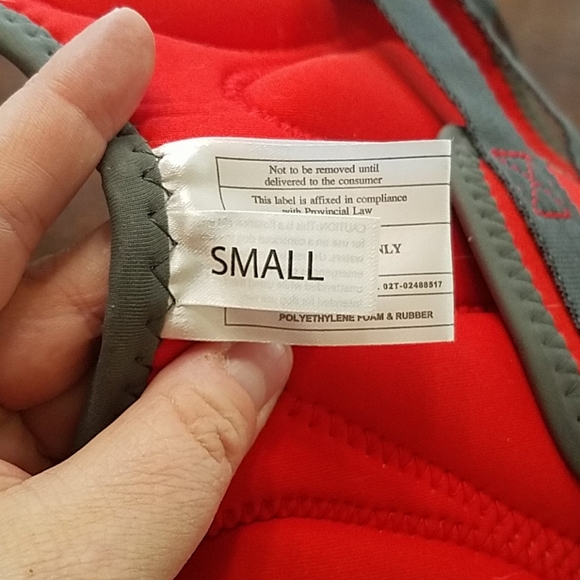 Not to be removed until
delivered to the consumer
This label is affixed in compliance
with Provincial Law
NLY
SMALL
. 02T-02488517
POLYETHYLENE FOAM & RUBBER